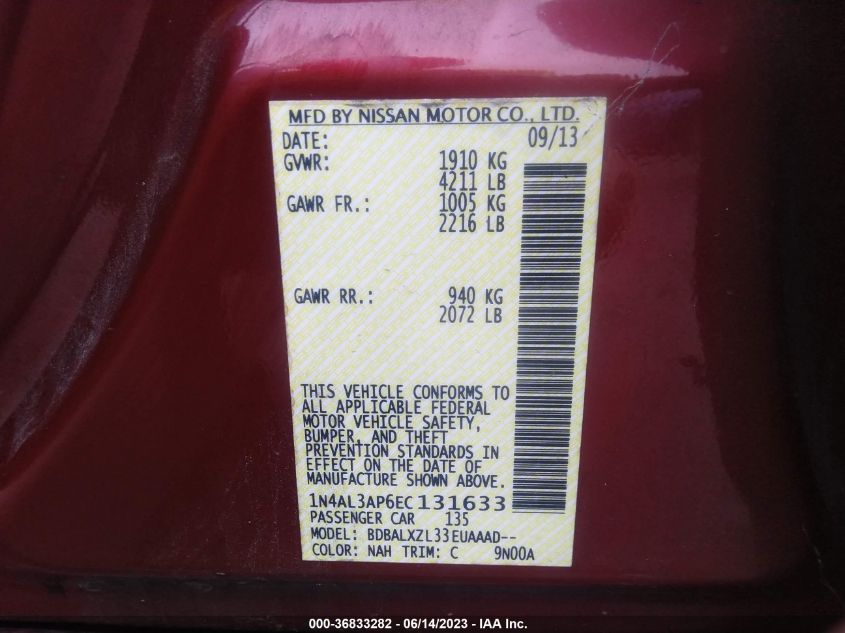 MFD BY NISSAN MOTOR CO., LTD.
DATE: 09/13
GVWR: 1910 KG
4211 LB
GAWR FR.: 1005 KG
2216 LB
GAWR RR.: 940 KG
2072 LB
THIS VEHICLE CONFORMS TO
ALL APPLICABLE FEDERAL
MOTOR VEHICLE SAFETY,
BUMPER, AND THEFT
PREVENTION STANDARDS IN
EFFECT ON THE DATE OF
MANUFACTURE SHOWN ABOVE.
1N4AL3AP6EC131633
PASSENGER CAR 135
MODEL: BDBALXZL33EUAAAD--
COLOR: NAH TRIM: C 9N00A
000-36833282 - 06/14/2023 - IAA Inc.